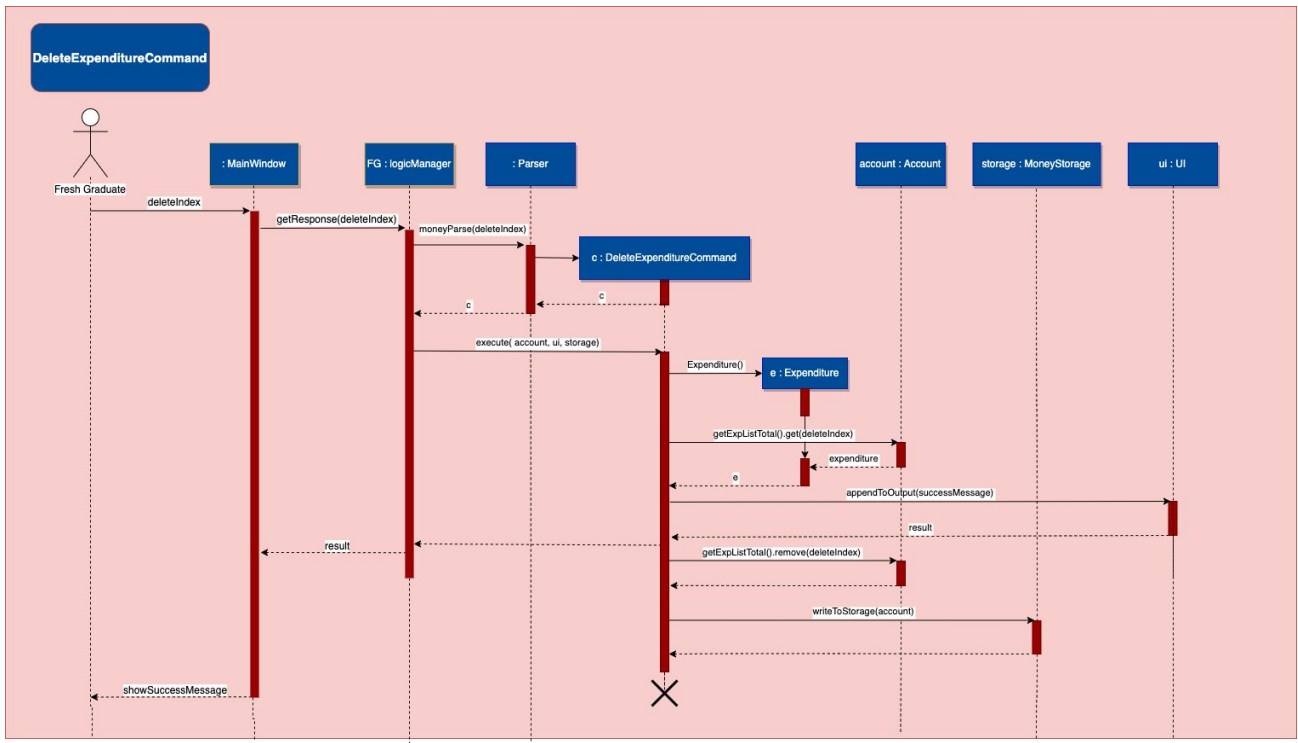 DeleteExpenditureCommand
Fresh Graduate
: MainWindow
FG : logicManager
: Parser
account : Account
storage : MoneyStorage
ui : UI
deleteIndex
getResponse(deleteIndex)
moneyParse(deleteIndex)
c : DeleteExpenditureCommand
c
c
execute( account, ui, storage)
Expenditure()
e : Expenditure
getExpListTotal().get(deleteIndex)
expenditure
e
appendToOutput(successMessage)
result
result
getExpListTotal().remove(deleteIndex)
writeToStorage(account)
showSuccessMessage